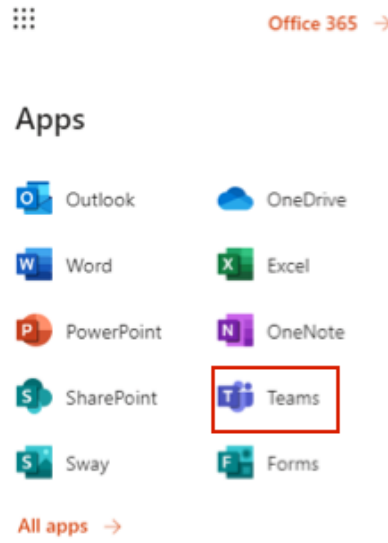 Office 365 →
Apps
Outlook OneDrive
Word Excel
PowerPoint OneNote
SharePoint Teams
Sway Forms
All apps →